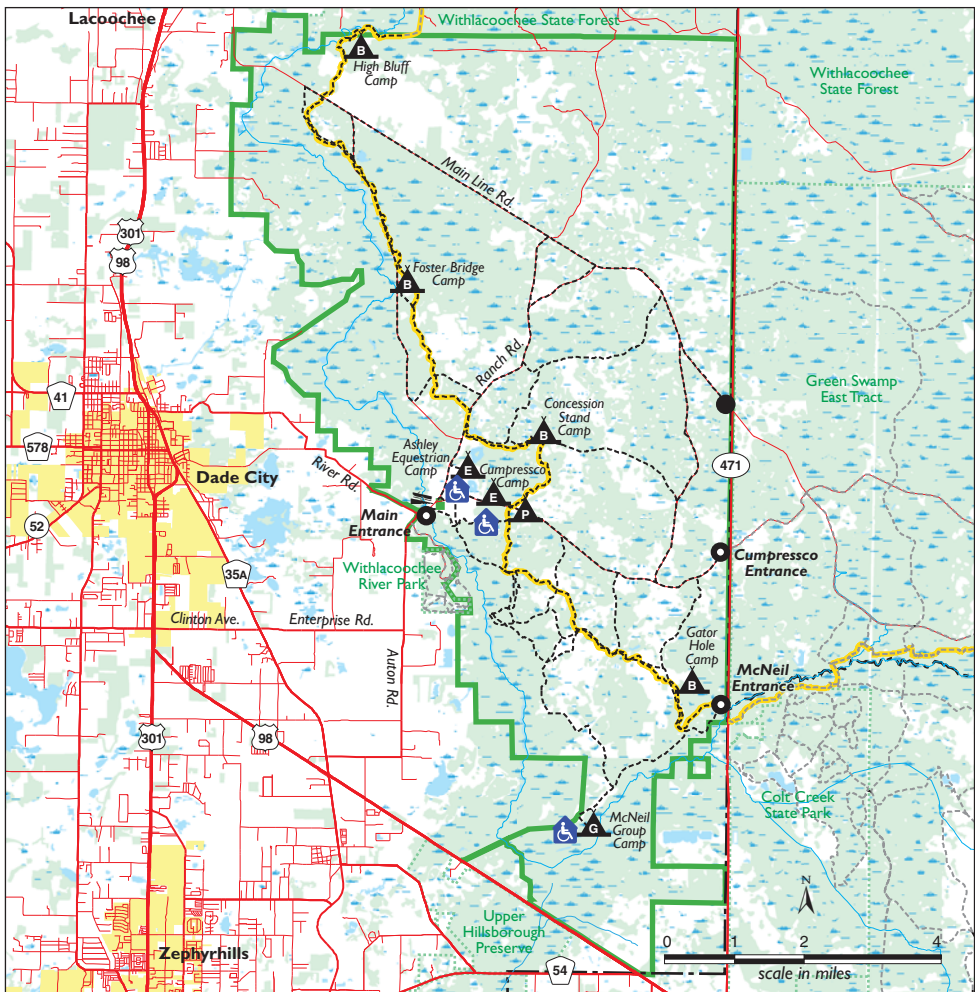 Lacoochee
Withlacoochee State Forest
B
High Bluff
Camp
Withlacoochee
State Forest
Main Line Rd.
301
98
Foster Bridge
Camp
B
Ranch Rd.
41
Green Swamp
East Tract
Concession
Stand
Camp
B
578
Ashley
Equestrian
Camp
E
Cumpressco
Camp
E
P
471
Dade City
River Rd.
Main
Entrance
52
Cumpressco
Entrance
Withlacoochee
River Park
35A
Clinton Ave.
Enterprise Rd.
Auton Rd.
Gator
Hole
Camp
B
McNeil
Entrance
301
98
Colt Creek
State Park
McNeil
Group
Camp
G
N
Upper
Hillsborough
Preserve
Zephyrhills
54
0 1 2 4
scale in miles